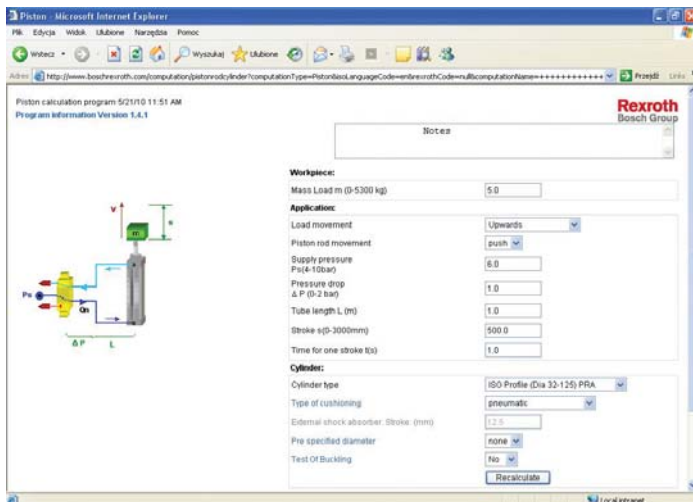 Piston - Microsoft Internet Explorer
Plik Edycja Widok Ulubione Narzędzia Pomoc
Wstecz Wyszukaj Ulubione
Adres http://www.boschrexroth.com/computation/pistonrodcylinder?computationType=Piston&isoLanguageCode=en&rexrothCode=null&computationName=+++++++++++++ Przejdź Łącza
Piston calculation program 5/21/10 11:51 AM
Program information Version 1.4.1
Rexroth
Bosch Group
Notes
Workpiece:
Mass Load m (0-5300 kg) 5.0
Application:
Load movement Upwards
Piston rod movement push
Supply pressure
Ps(4-10bar) 6.0
Pressure drop
Δ P (0-2 bar) 1.0
Tube length L (m) 1.0
Stroke s(0-3000mm) 500.0
Time for one stroke t(s) 1.0
Cylinder:
Cylinder type ISO Profile (Dia 32-125) PRA
Type of cushioning pneumatic
External shock absorber. Stroke: (mm) 12.5
Pre specified diameter none
Test Of Buckling No
Recalculate
V s
m
Ps Qn
Δ P L
Local intranet